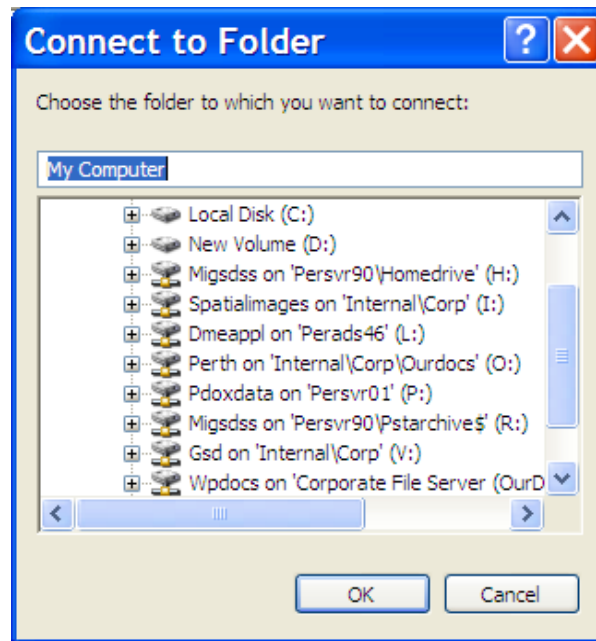 Connect to Folder
Choose the folder to which you want to connect:
My Computer
Local Disk (C:)
New Volume (D:)
Migsdss on 'Persvr90\Homedrive' (H:)
Spatialimages on 'Internal\Corp' (I:)
Dmeappl on 'Perads46' (L:)
Perth on 'Internal\Corp\Ourdocs' (O:)
Pdoxdata on 'Persvr01' (P:)
Migsdss on 'Persvr90\Pstarchive$' (R:)
Gsd on 'Internal\Corp' (V:)
Wpdocs on 'Corporate File Server (OurD
OK Cancel